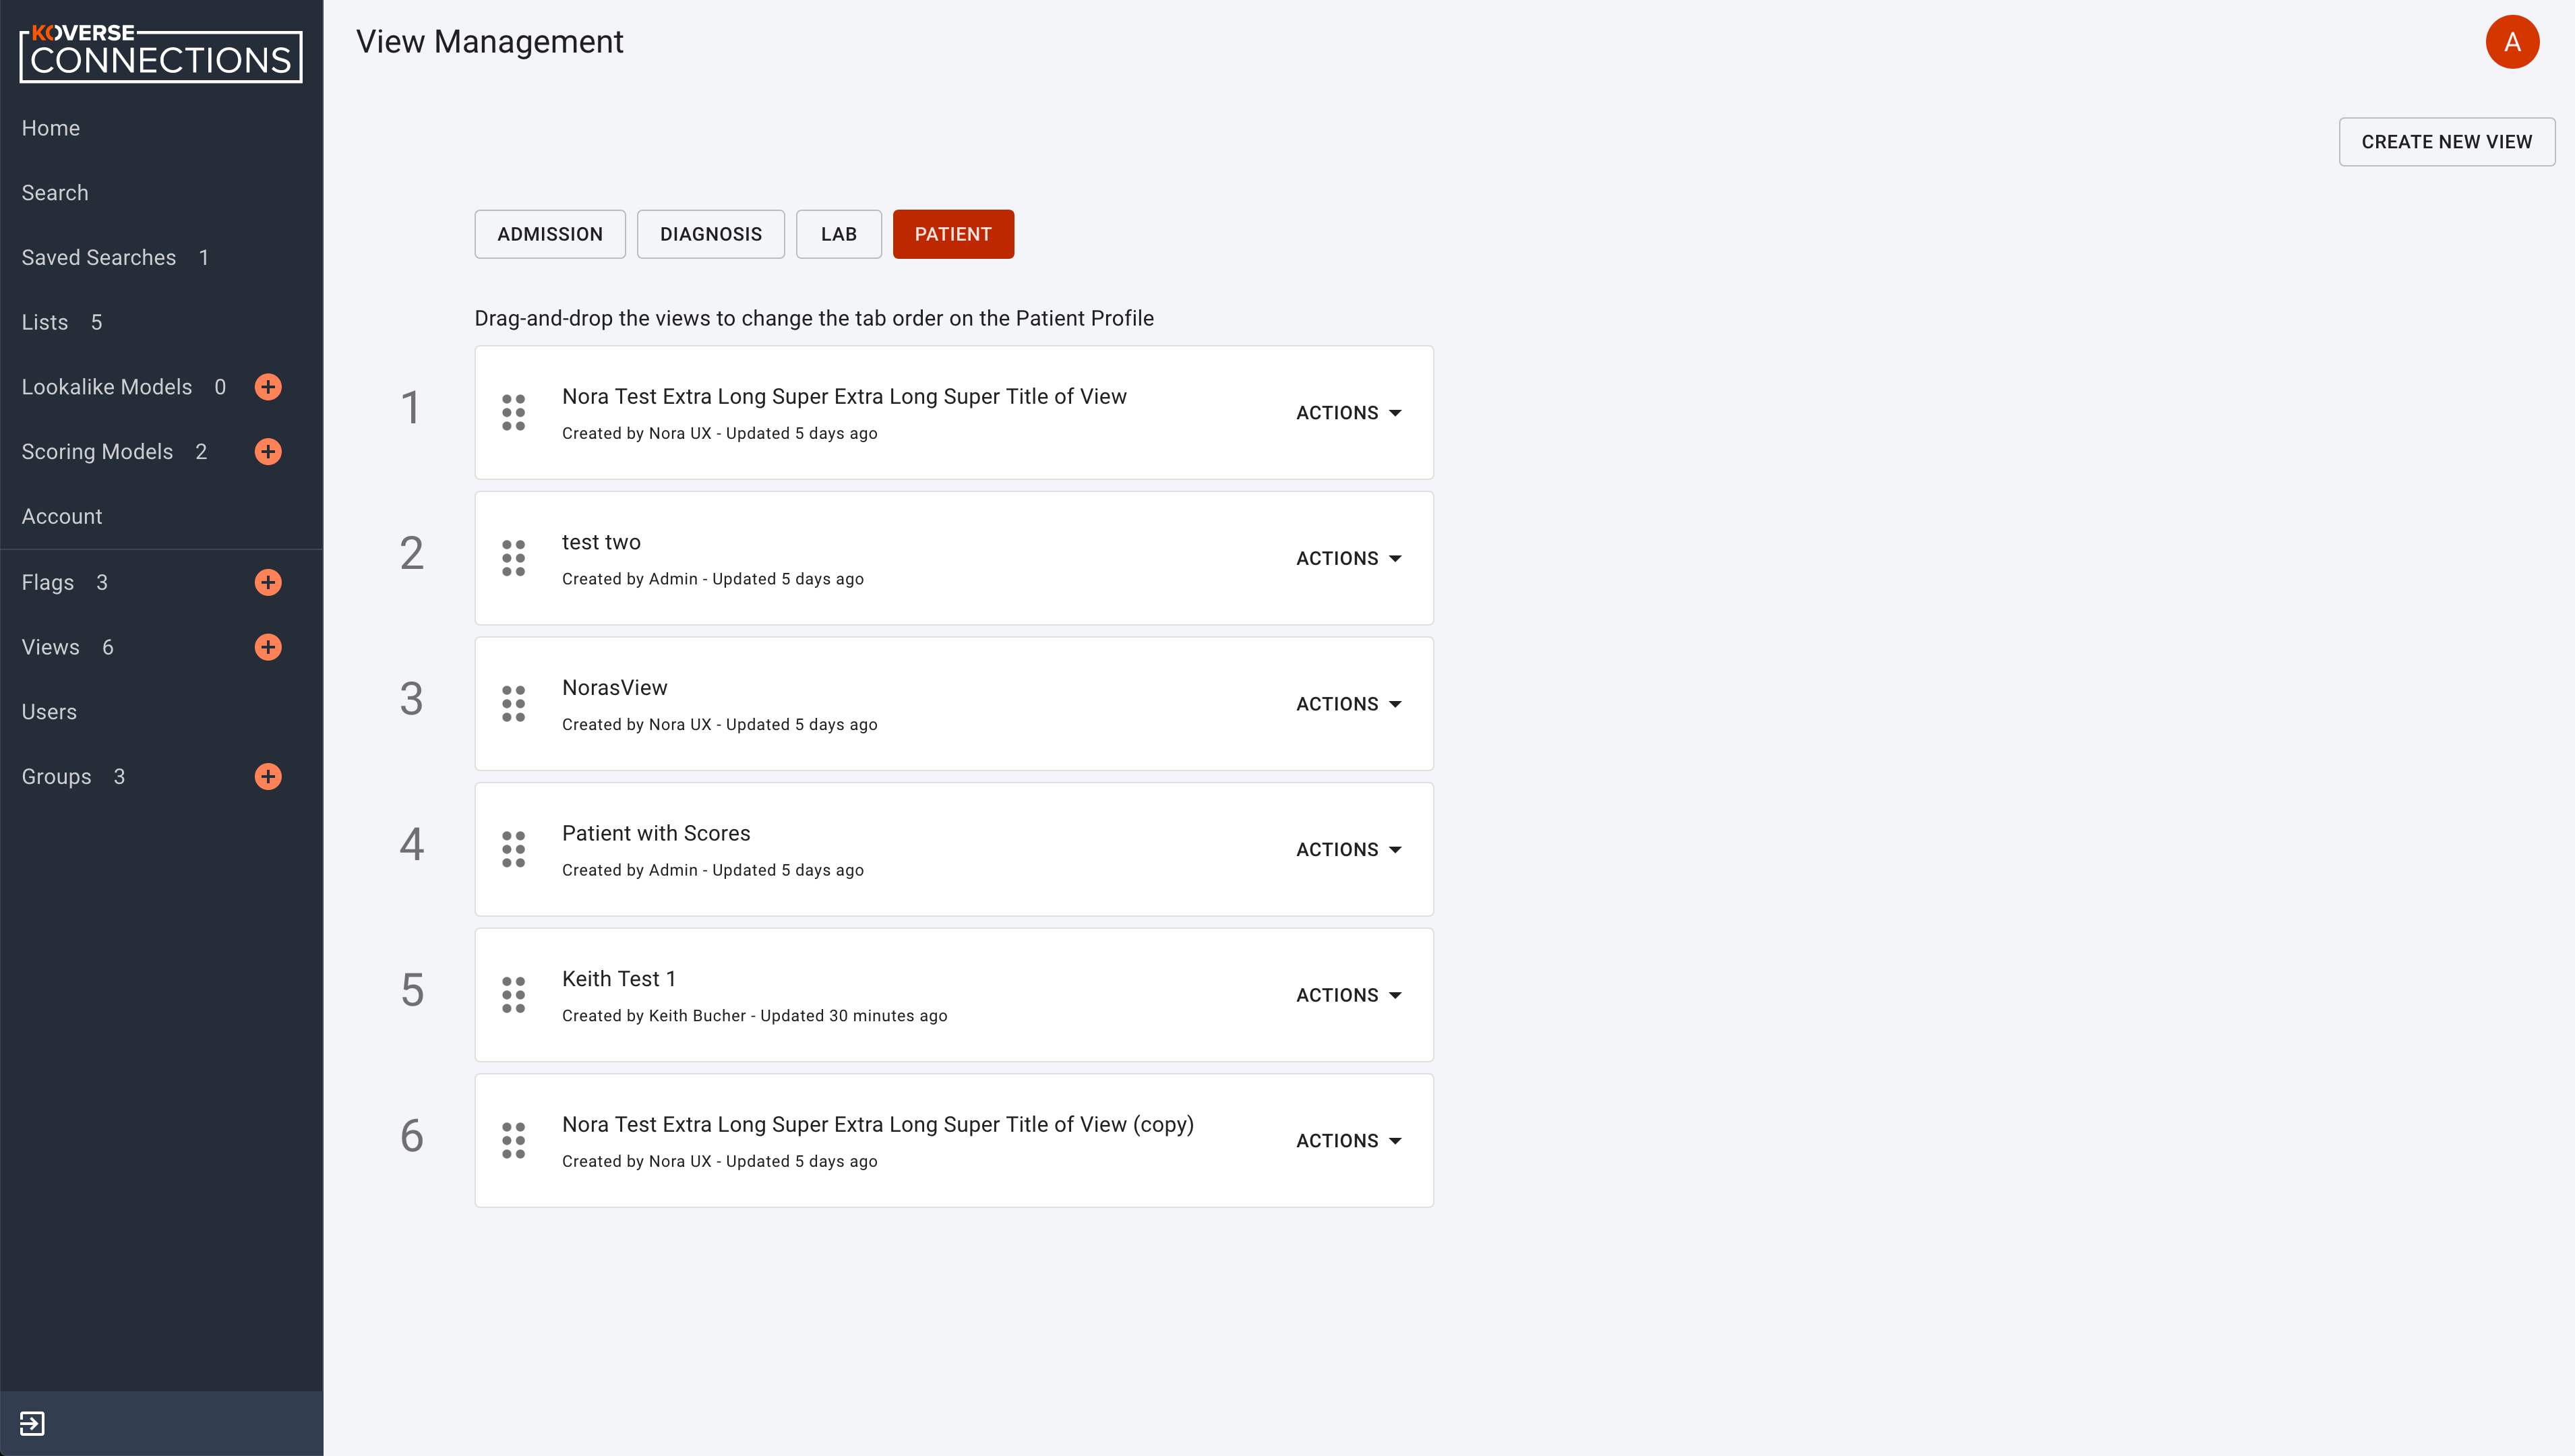 KOVERSE
CONNECTIONS
Home
Search
Saved Searches 1
Lists 5
Lookalike Models 0
Scoring Models 2
Account
Flags 3
Views 6
Users
Groups 3
View Management
A
CREATE NEW VIEW
ADMISSION DIAGNOSIS LAB PATIENT
Drag-and-drop the views to change the tab order on the Patient Profile
1
Nora Test Extra Long Super Extra Long Super Title of View
Created by Nora UX - Updated 5 days ago
ACTIONS
2
test two
Created by Admin - Updated 5 days ago
ACTIONS
3
NorasView
Created by Nora UX - Updated 5 days ago
ACTIONS
4
Patient with Scores
Created by Admin - Updated 5 days ago
ACTIONS
5
Keith Test 1
Created by Keith Bucher - Updated 30 minutes ago
ACTIONS
6
Nora Test Extra Long Super Extra Long Super Title of View (copy)
Created by Nora UX - Updated 5 days ago
ACTIONS